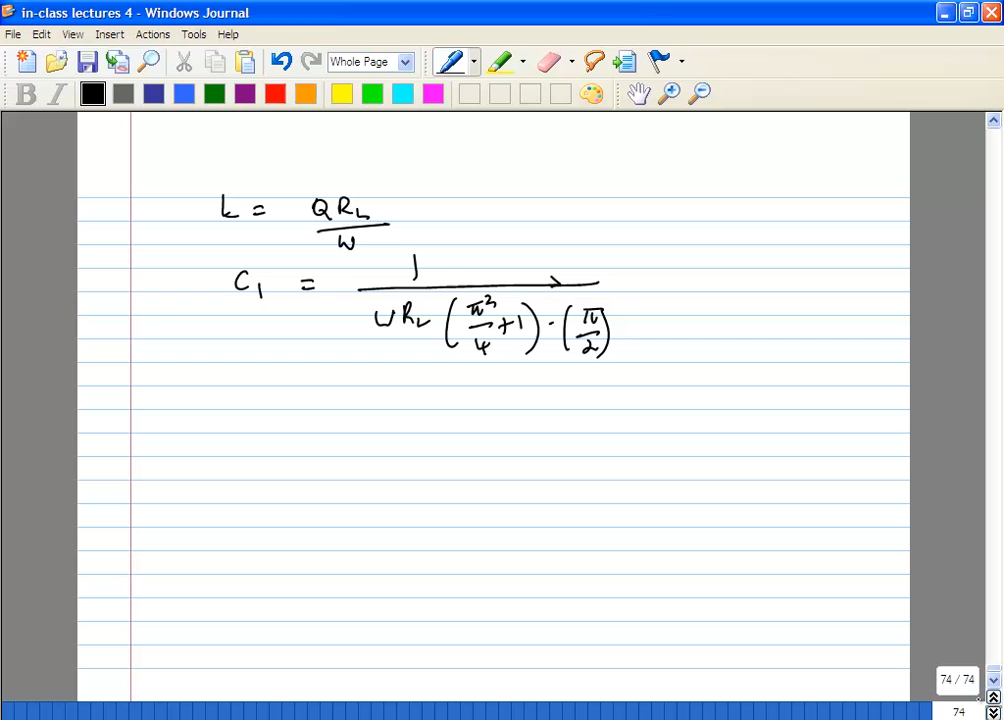 in-class lectures 4 - Windows Journal
File Edit View Insert Actions Tools Help
Whole Page
B I
L = QR_L / ω
C_1 = 1 / ωR_L (π²/4 + 1) · (π/2)
74 / 74
74